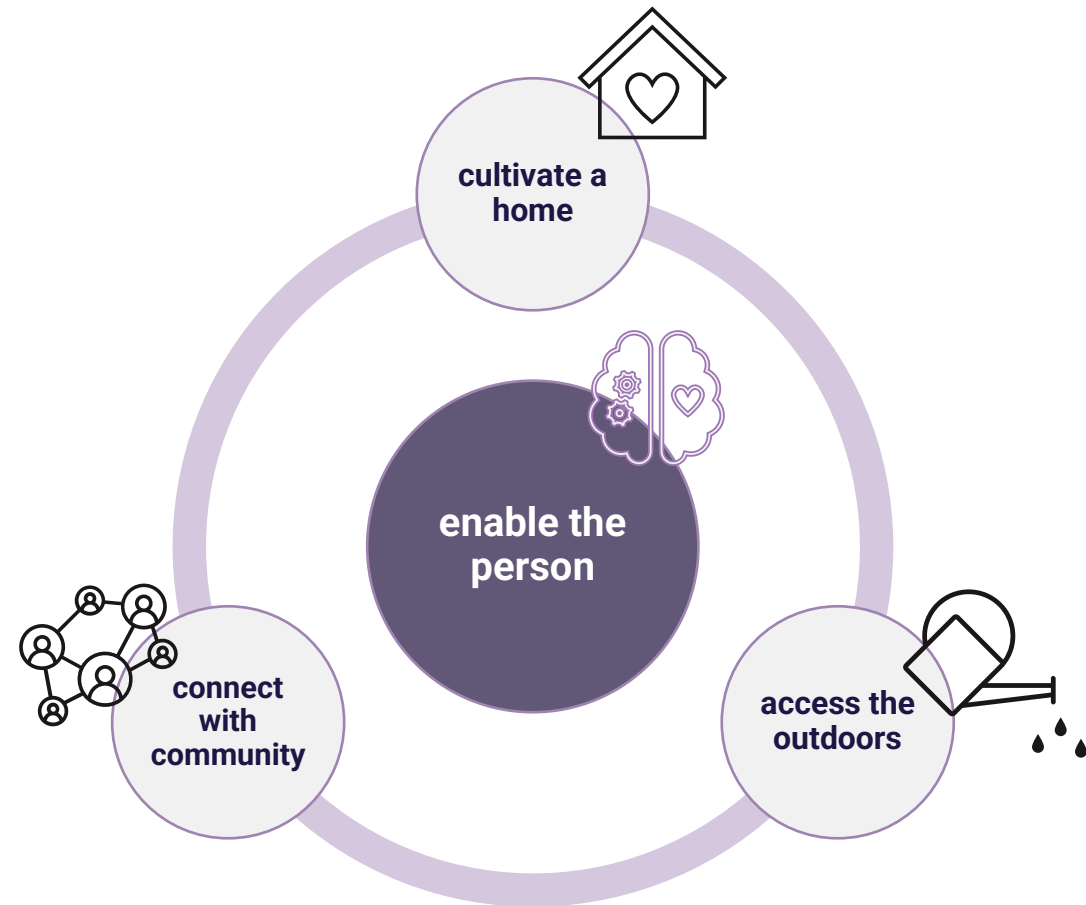 cultivate a
home
enable the
person
connect
with
community
access the
outdoors